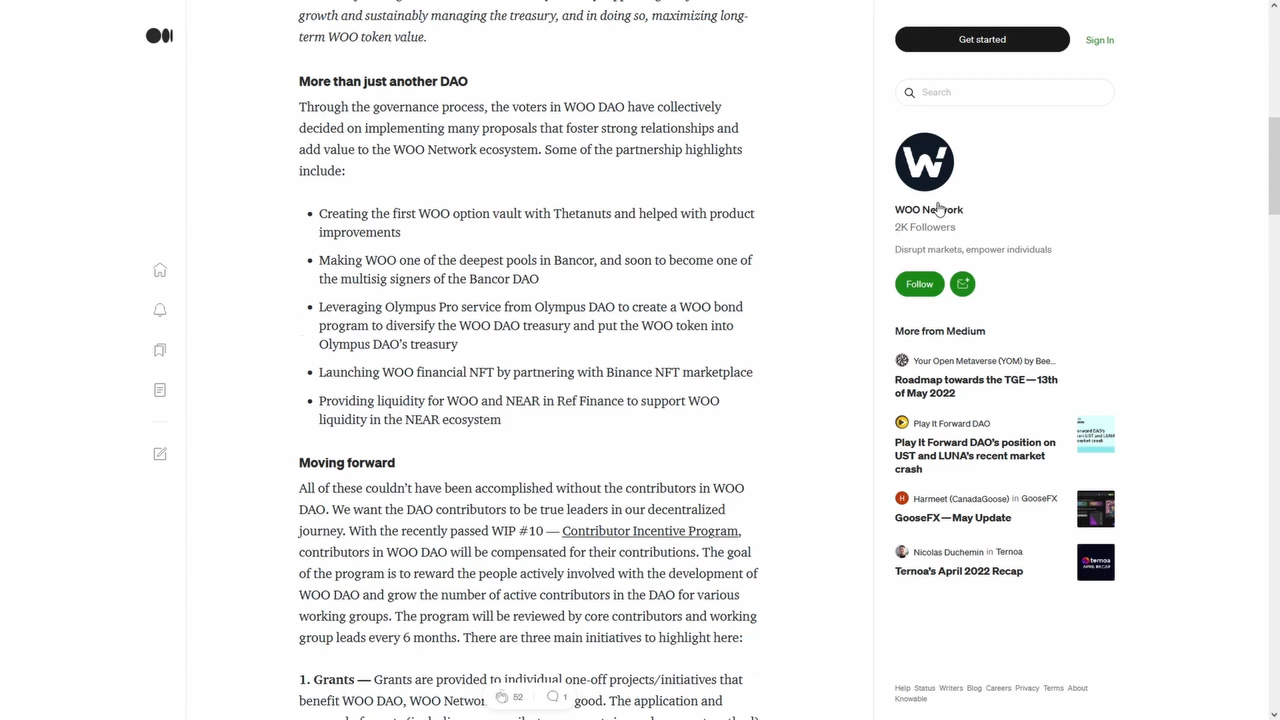 growth and sustainably managing the treasury, and in doing so, maximizing long-
term WOO token value.
More than just another DAO
Through the governance process, the voters in WOO DAO have collectively
decided on implementing many proposals that foster strong relationships and
add value to the WOO Network ecosystem. Some of the partnership highlights
include:
• Creating the first WOO option vault with Thetanuts and helped with product
improvements
• Making WOO one of the deepest pools in Bancor, and soon to become one of
the multisig signers of the Bancor DAO
• Leveraging Olympus Pro service from Olympus DAO to create a WOO bond
program to diversify the WOO DAO treasury and put the WOO token into
Olympus DAO’s treasury
• Launching WOO financial NFT by partnering with Binance NFT marketplace
• Providing liquidity for WOO and NEAR in Ref Finance to support WOO
liquidity in the NEAR ecosystem
Moving forward
All of these couldn’t have been accomplished without the contributors in WOO
DAO. We want the DAO contributors to be true leaders in our decentralized
journey. With the recently passed WIP #10 — Contributor Incentive Program,
contributors in WOO DAO will be compensated for their contributions. The goal
of the program is to reward the people actively involved with the development of
WOO DAO and grow the number of active contributors in the DAO for various
working groups. The program will be reviewed by core contributors and working
group leads every 6 months. There are three main initiatives to highlight here:
1. Grants — Grants are provided to individual one-off projects/initiatives that
benefit WOO DAO, WOO Networ good. The application and
52 1
Get started
Sign In
Search
W
WOO Network
2K Followers
Disrupt markets, empower individuals
Follow
More from Medium
Your Open Metaverse (YOM) by Bee...
Roadmap towards the TGE — 13th
of May 2022
Play It Forward DAO
Play It Forward DAO’s position on
UST and LUNA’s recent market
crash
H Harmeet (CanadaGoose) in GooseFX
GooseFX — May Update
Nicolas Duchemin in Ternoa
Ternoa’s April 2022 Recap
ternoa
APRIL RECAP
Help Status Writers Blog Careers Privacy Terms About
Knowable